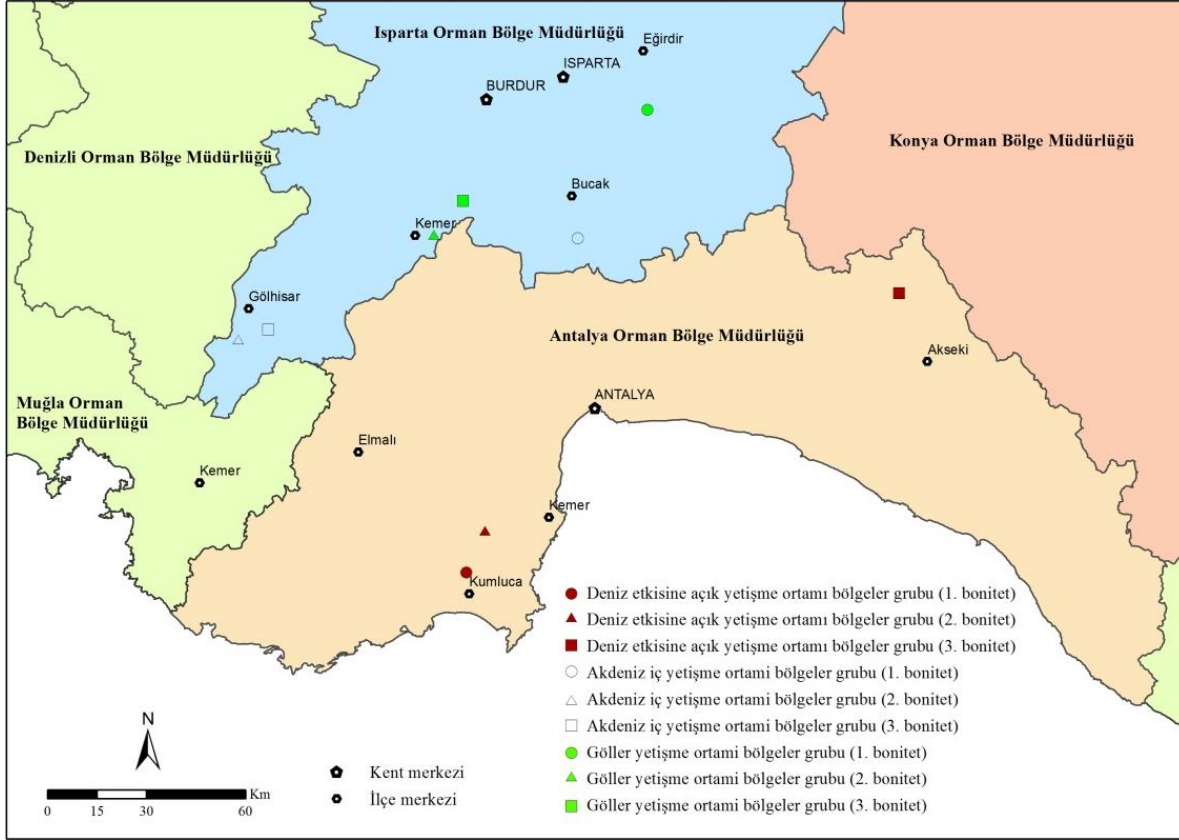 Isparta Orman Bölge Müdürlüğü
Eğirdir
ISPARTA
BURDUR
Denizli Orman Bölge Müdürlüğü
Konya Orman Bölge Müdürlüğü
Bucak
Kemer
Gölhisar
Antalya Orman Bölge Müdürlüğü
Akseki
Muğla Orman
Bölge Müdürlüğü
ANTALYA
Elmalı
Kemer
Kemer
Kumluca
Deniz etkisine açık yetişme ortamı bölgeler grubu (1. bonitet)
Deniz etkisine açık yetişme ortamı bölgeler grubu (2. bonitet)
Deniz etkisine açık yetişme ortamı bölgeler grubu (3. bonitet)
Akdeniz iç yetişme ortami bölgeler grubu (1. bonitet)
Akdeniz iç yetişme ortami bölgeler grubu (2. bonitet)
Akdeniz iç yetişme ortami bölgeler grubu (3. bonitet)
Göller yetişme ortami bölgeler grubu (1. bonitet)
Göller yetişme ortami bölgeler grubu (2. bonitet)
Göller yetişme ortami bölgeler grubu (3. bonitet)
N
Kent merkezi
İlçe merkezi
Km
0 15 30 60